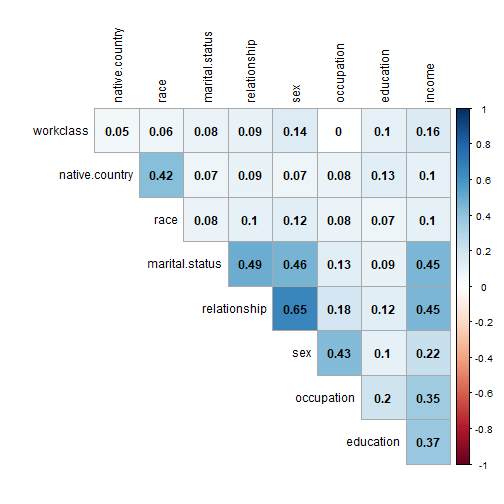 native.country race marital.status relationship sex occupation education income
workclass 0.05 0.06 0.08 0.09 0.14 0 0.1 0.16
native.country 0.42 0.07 0.09 0.07 0.08 0.13 0.1
race 0.08 0.1 0.12 0.08 0.07 0.1
marital.status 0.49 0.46 0.13 0.09 0.45
relationship 0.65 0.18 0.12 0.45
sex 0.43 0.1 0.22
occupation 0.2 0.35
education 0.37
1
0.8
0.6
0.4
0.2
0
-0.2
-0.4
-0.6
-0.8
-1